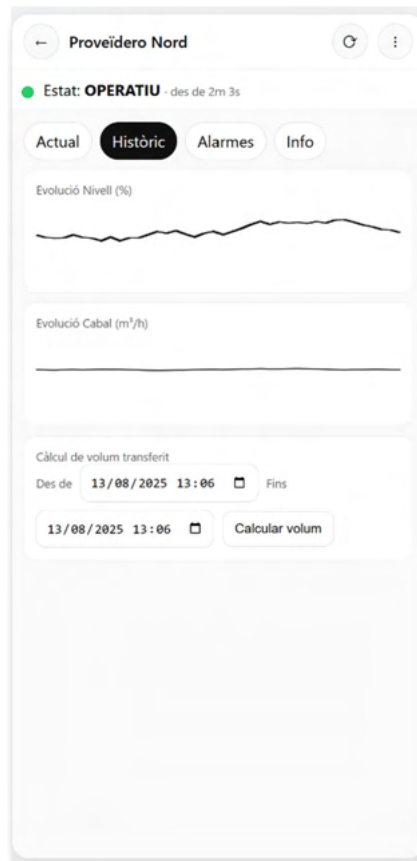 ← Proveïdero Nord
Estat: OPERATIU · des de 2m 3s
Actual Històric Alarmes Info
Evolució Nivell (%)
Evolució Cabal (m³/h)
Càlcul de volum transferit
Des de 13/08/2025 13:06 Fins
13/08/2025 13:06 Calcular volum